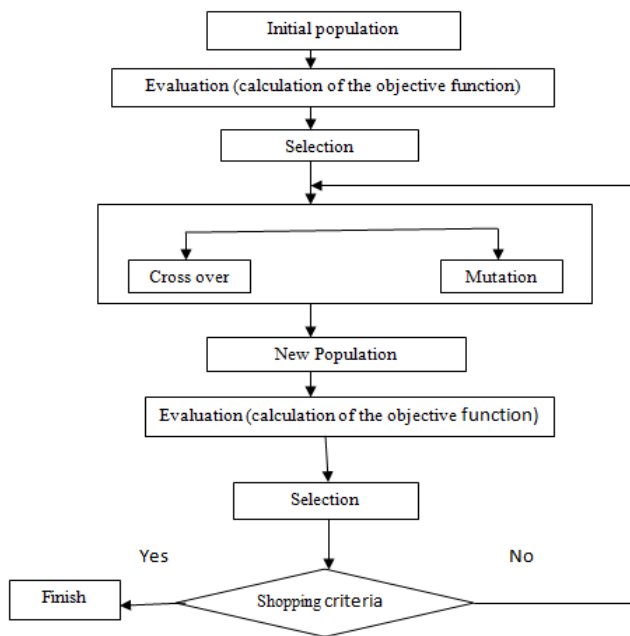 Initial population
Evaluation (calculation of the objective function)
Selection
Cross over
Mutation
New Population
Evaluation (calculation of the objective function)
Selection
Yes
No
Finish
Shopping criteria